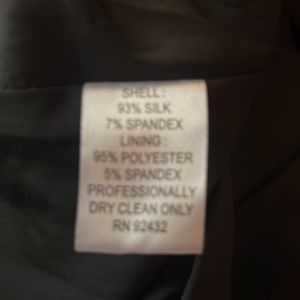 SHELL:
93% SILK
7% SPANDEX
LINING:
95% POLYESTER
5% SPANDEX
PROFESSIONALLY
DRY CLEAN ONLY
RN 92432